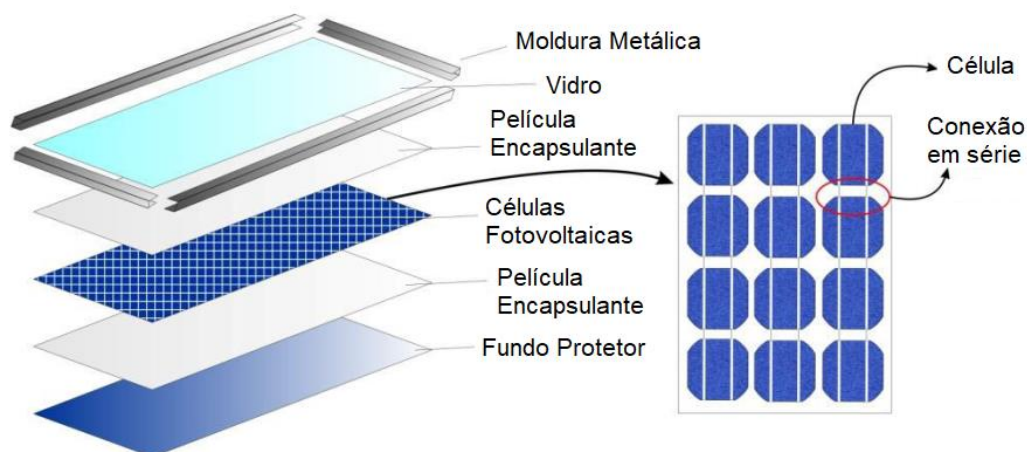 Moldura Metálica
Vidro
Película
Encapsulante
Células
Fotovoltaicas
Película
Encapsulante
Fundo Protetor
Célula
Conexão
em série